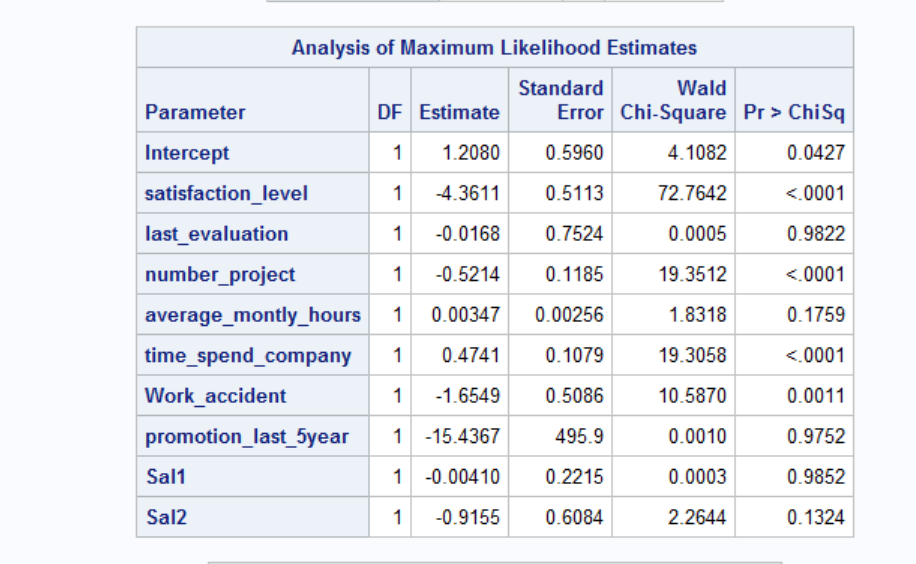 Analysis of Maximum Likelihood Estimates
Parameter DF Estimate Standard Error Wald Chi-Square Pr > ChiSq
Intercept 1 1.2080 0.5960 4.1082 0.0427
satisfaction_level 1 -4.3611 0.5113 72.7642 <.0001
last_evaluation 1 -0.0168 0.7524 0.0005 0.9822
number_project 1 -0.5214 0.1185 19.3512 <.0001
average_montly_hours 1 0.00347 0.00256 1.8318 0.1759
time_spend_company 1 0.4741 0.1079 19.3058 <.0001
Work_accident 1 -1.6549 0.5086 10.5870 0.0011
promotion_last_5year 1 -15.4367 495.9 0.0010 0.9752
Sal1 1 -0.00410 0.2215 0.0003 0.9852
Sal2 1 -0.9155 0.6084 2.2644 0.1324